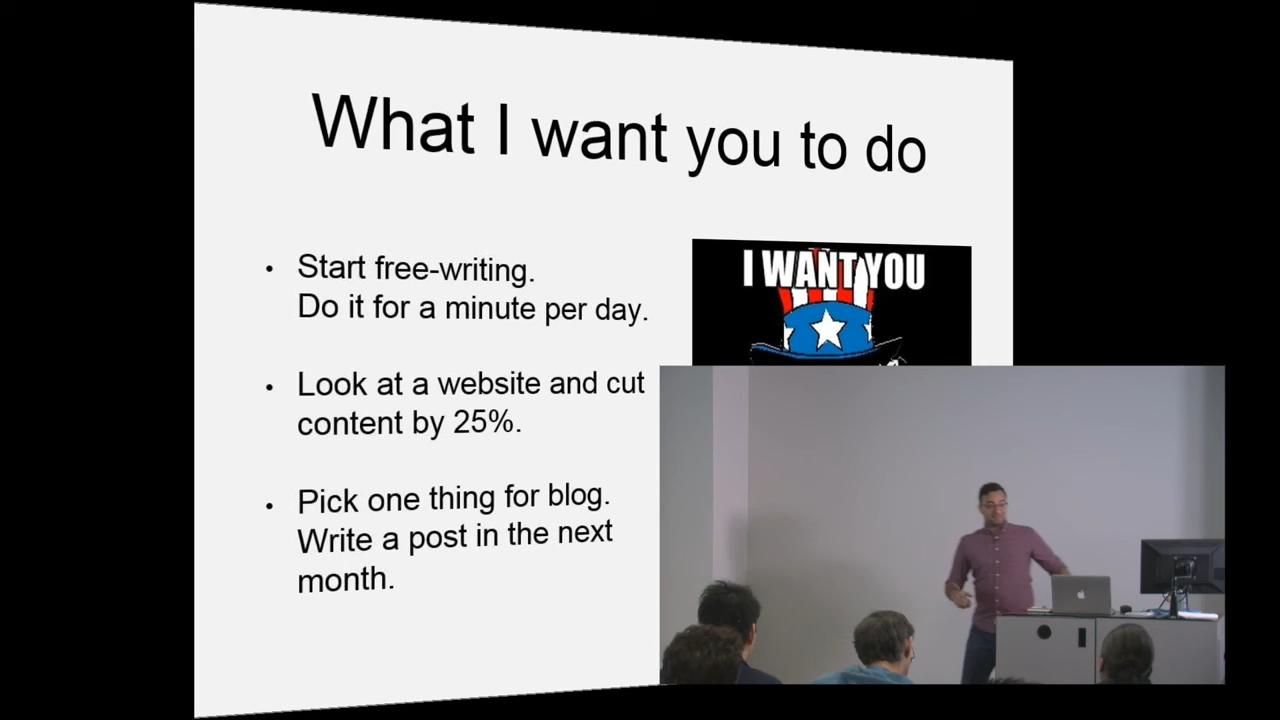 What I want you to do
Start free-writing.
Do it for a minute per day.
Look at a website and cut
content by 25%.
Pick one thing for blog.
Write a post in the next
month.
I WANT YOU